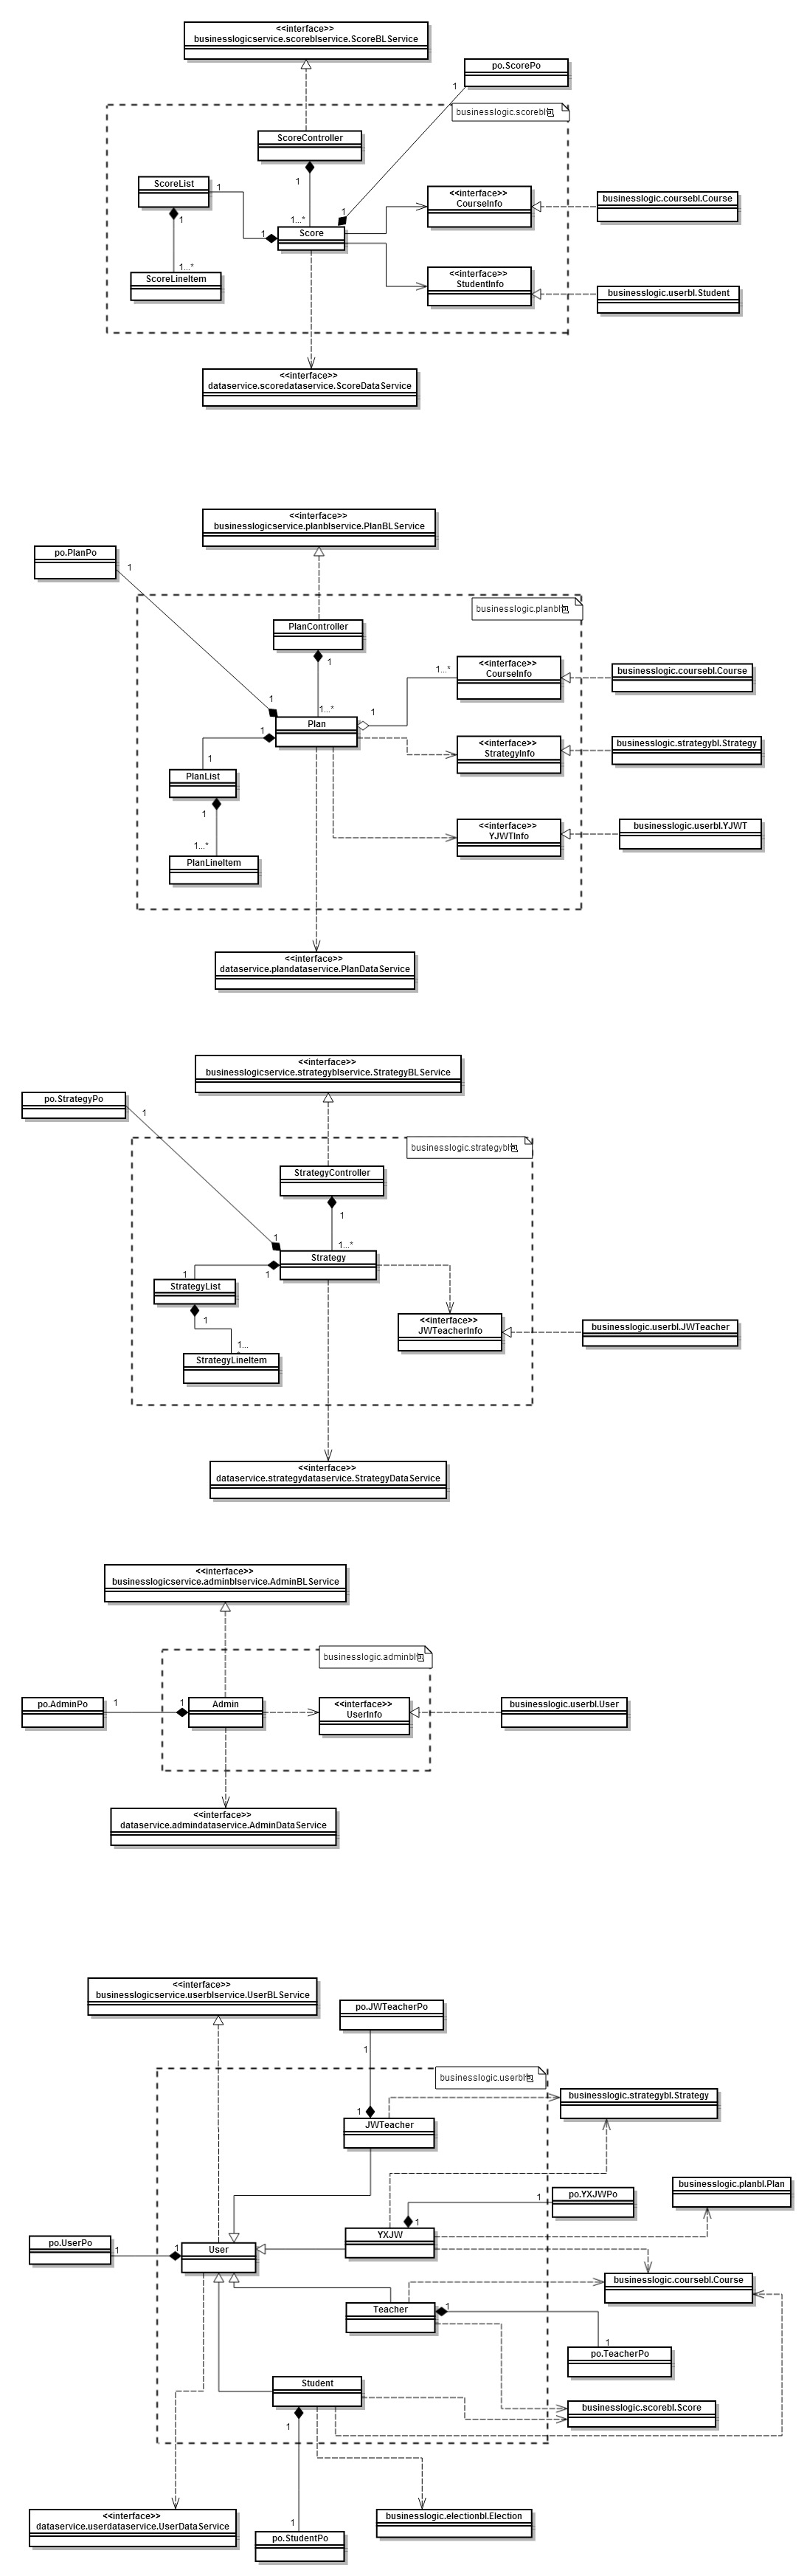 <<interface>>
businesslogicservice.scoreblservice.ScoreBLService
po.ScorePo
1
businesslogic.scorebl包
ScoreController
1
1...*
1
ScoreList
1
1
1
ScoreLineItem
1...*
Score
<<interface>>
CourseInfo
businesslogic.coursebl.Course
<<interface>>
StudentInfo
businesslogic.userbl.Student
<<interface>>
dataservice.scoredataservice.ScoreDataService
<<interface>>
businesslogicservice.planblservice.PlanBLService
po.PlanPo
1
businesslogic.planbl包
PlanController
1
1...*
1
Plan
1
1...*
<<interface>>
CourseInfo
businesslogic.coursebl.Course
<<interface>>
StrategyInfo
businesslogic.strategybl.Strategy
1
1
PlanList
1
1...*
PlanLineItem
<<interface>>
YJWTInfo
businesslogic.userbl.YJWT
<<interface>>
dataservice.plandataservice.PlanDataService
<<interface>>
businesslogicservice.strategyblservice.StrategyBLService
po.StrategyPo
1
businesslogic.strategybl包
StrategyController
1
1...*
1
Strategy
1
1
StrategyList
1
1...
StrategyLineItem
<<interface>>
JWTeacherInfo
businesslogic.userbl.JWTeacher
<<interface>>
dataservice.strategydataservice.StrategyDataService
<<interface>>
businesslogicservice.adminblservice.AdminBLService
businesslogic.adminbl包
po.AdminPo
1
1
Admin
<<interface>>
UserInfo
businesslogic.userbl.User
<<interface>>
dataservice.admindataservice.AdminDataService
<<interface>>
businesslogicservice.userblservice.UserBLService
po.JWTeacherPo
1
businesslogic.userbl包
1
JWTeacher
businesslogic.strategybl.Strategy
businesslogic.planbl.Plan
po.YXJWPo
1
1
YXJW
po.UserPo
1
1
User
businesslogic.coursebl.Course
Teacher
1
1
po.TeacherPo
Student
1
businesslogic.scorebl.Score
1
po.StudentPo
businesslogic.electionbl.Election
<<interface>>
dataservice.userdataservice.UserDataService